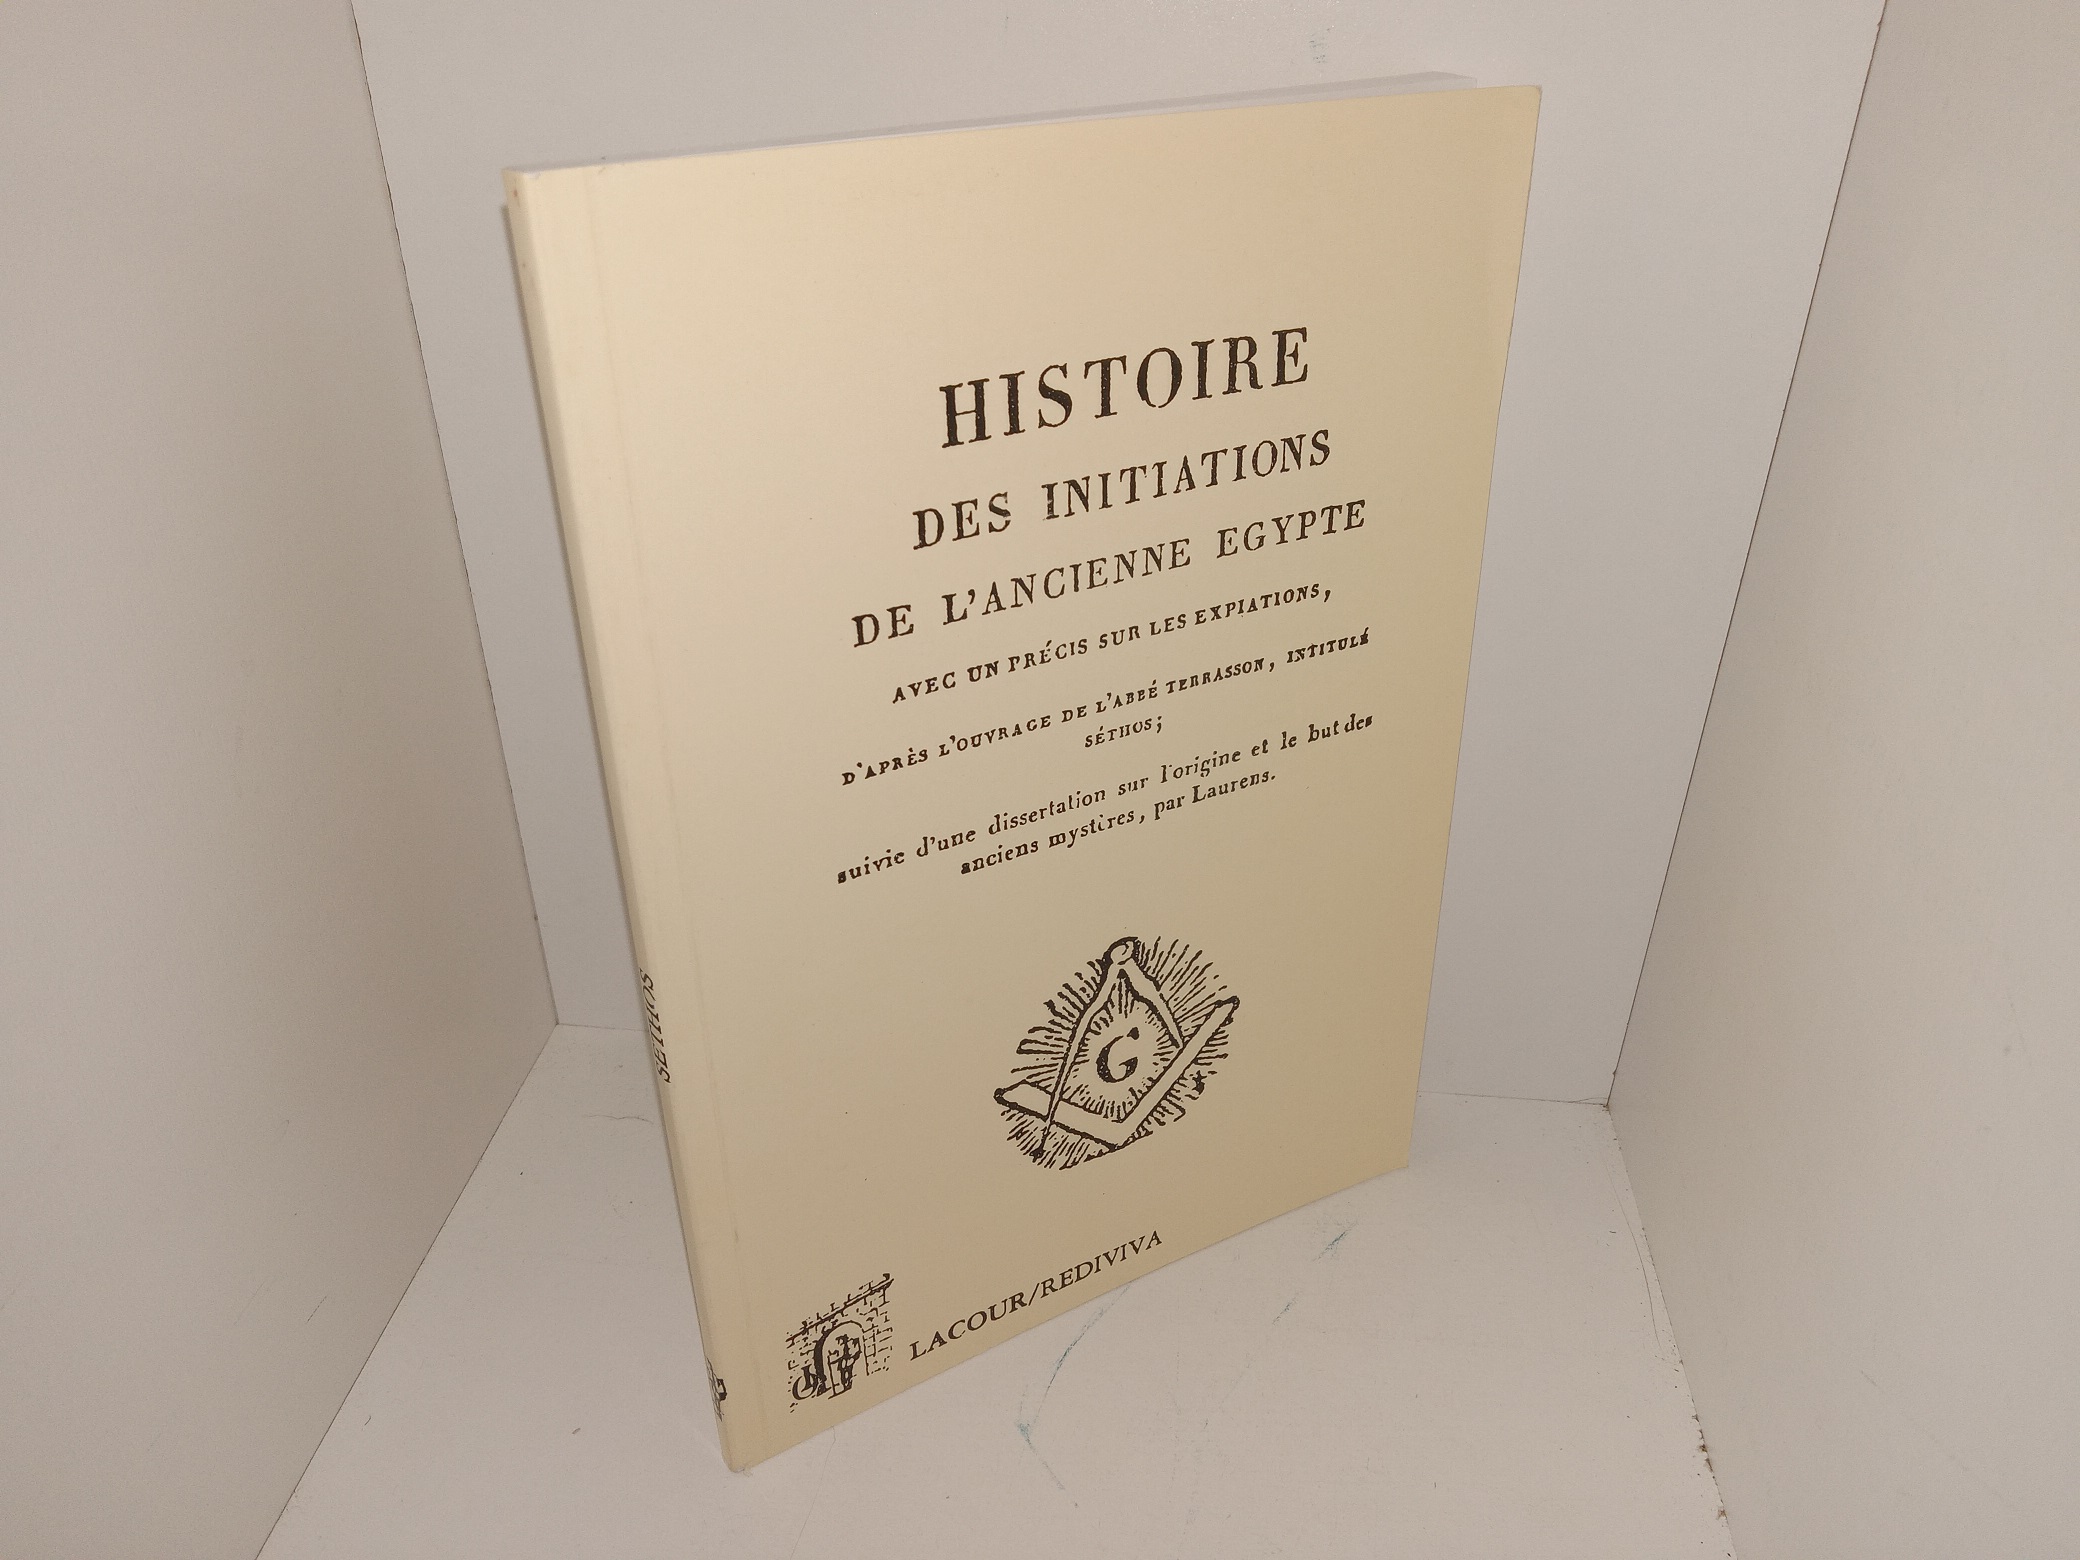 HISTOIRE
DES INITIATIONS
DE L'ANCIENNE EGYPTE
AVEC UN PRÉCIS SUR LES EXPIATIONS,
D'APRÈS L'OUVRAGE DE L'ABBÉ TERRASSON, INTITULÉ
SÉTHOS;
suivie d'une dissertation sur l'origine et le but des
anciens mystères, par Laurens.
G
LACOUR/REDIVIVA
SETHOS